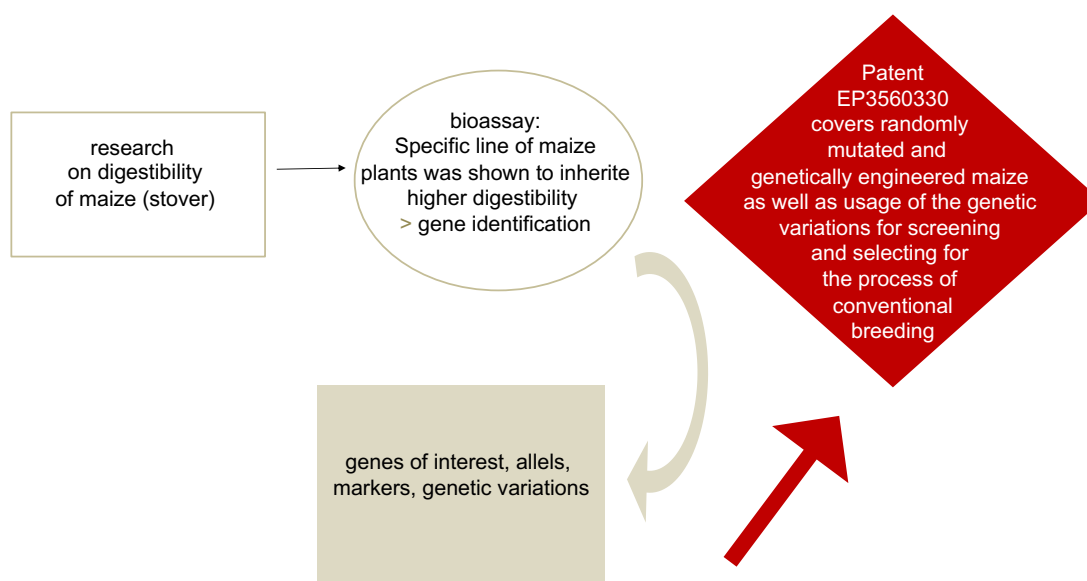 research
on digestibility
of maize (stover)
bioassay:
Specific line of maize
plants was shown to inherite
higher digestibility
> gene identification
Patent
EP3560330
covers randomly
mutated and
genetically engineered maize
as well as usage of the genetic
variations for screening
and selecting for
the process of
conventional
breeding
genes of interest, allels,
markers, genetic variations